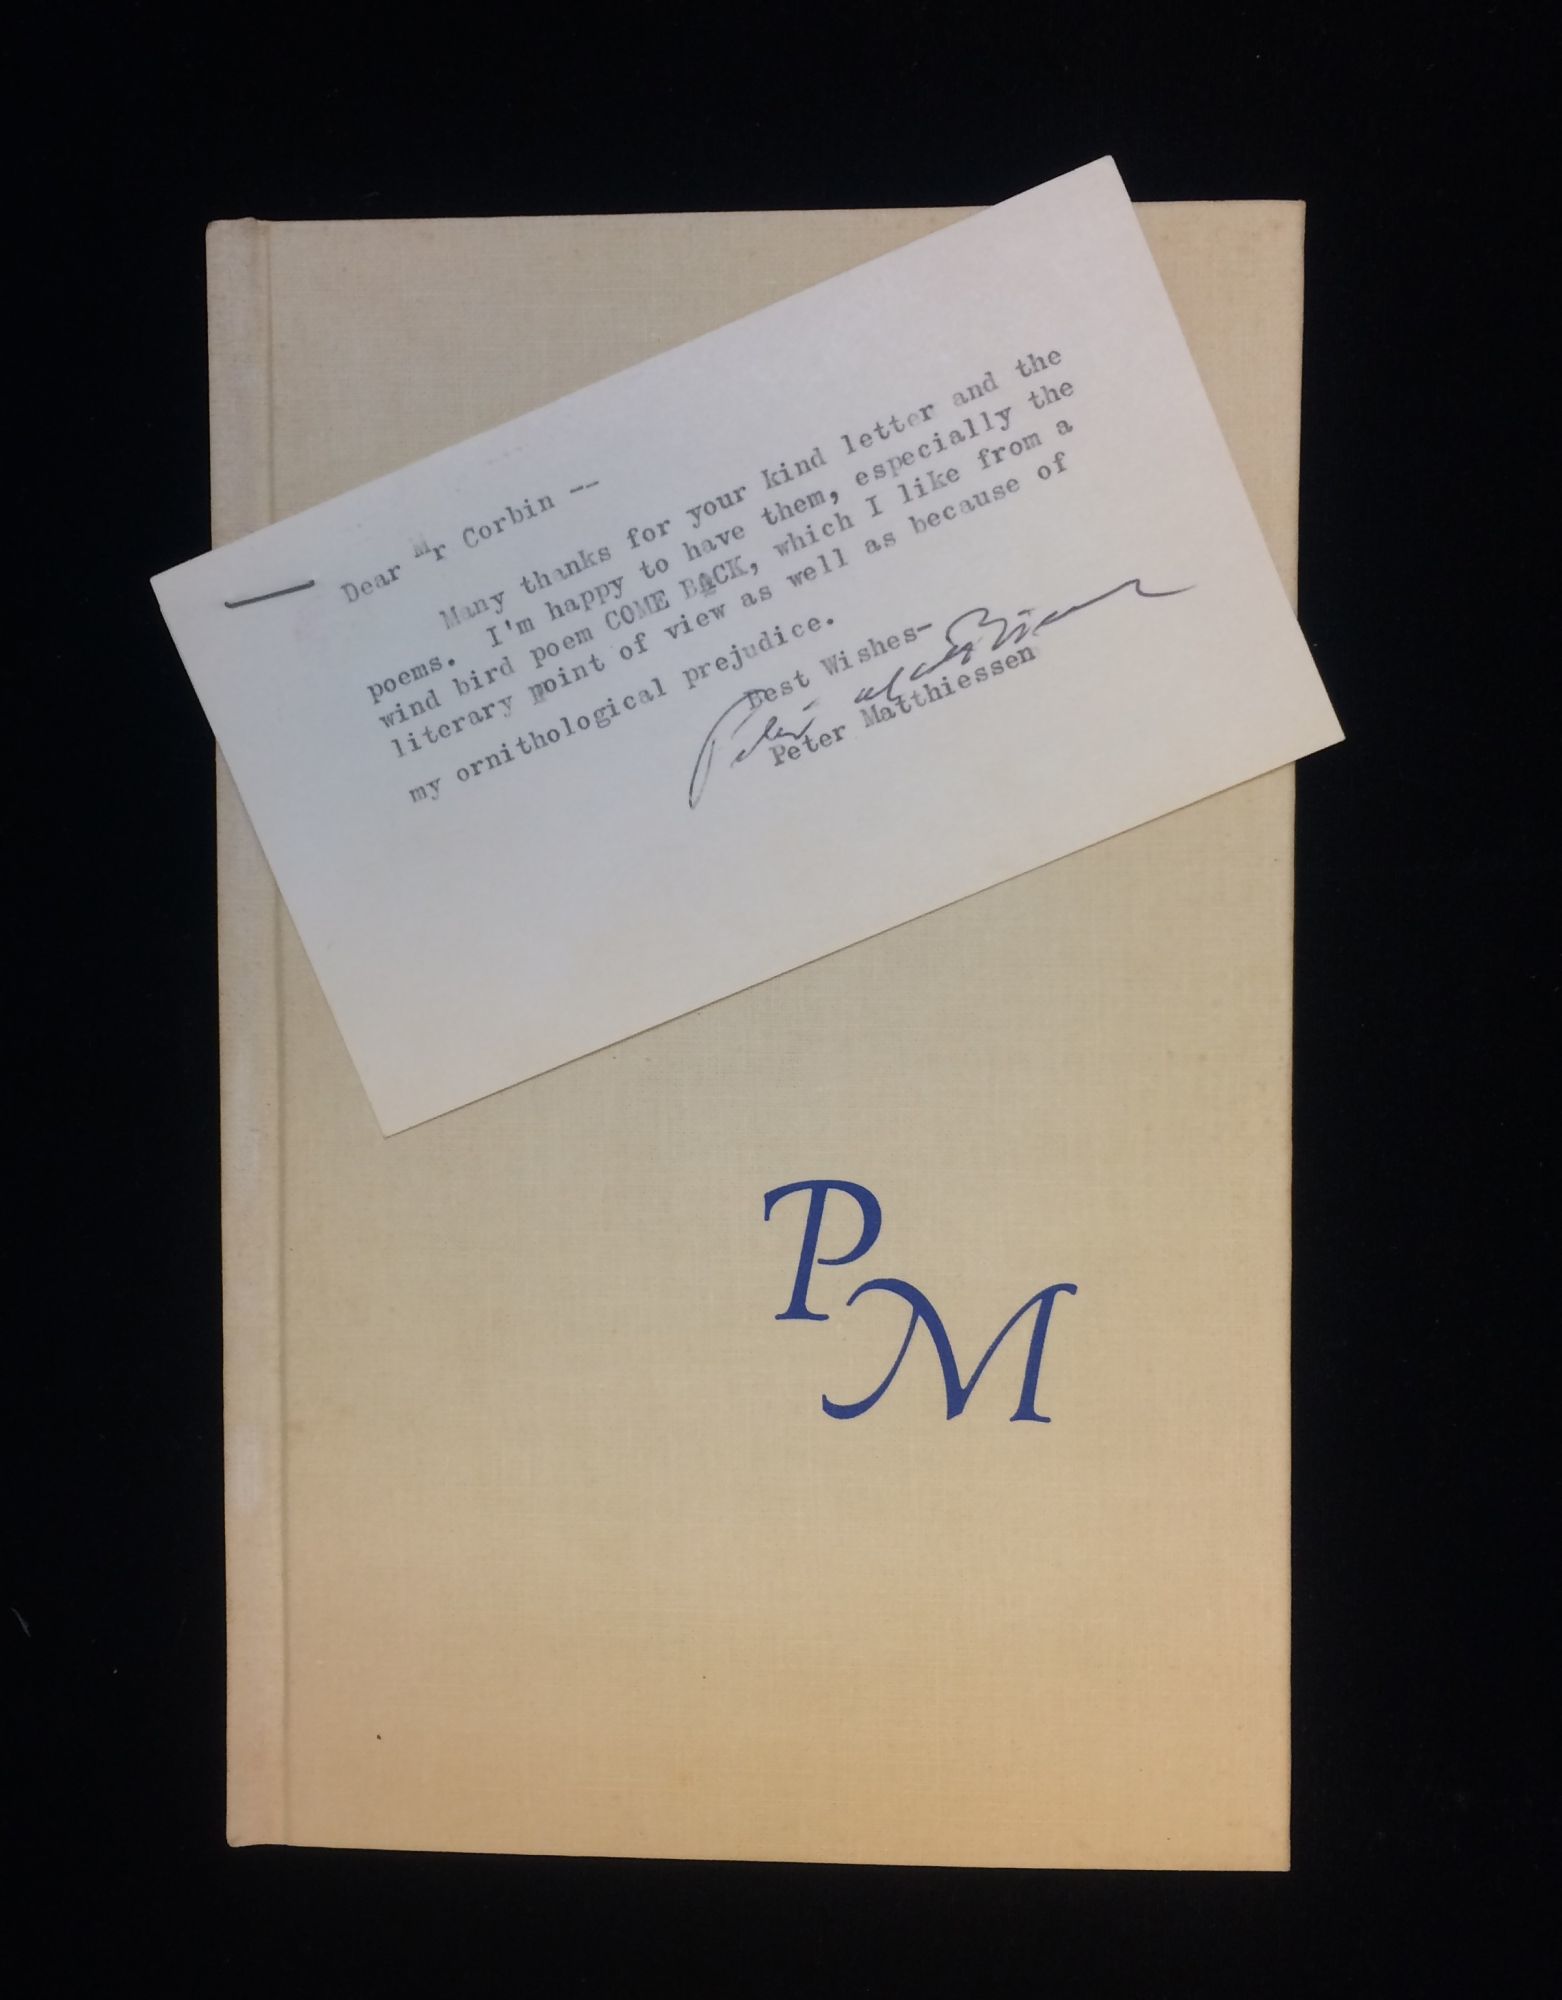 Dear Mr Corbin --
Many thanks for your kind letter and the
poems. I'm happy to have them, especially the
wind bird poem COME BACK, which I like from a
literary point of view as well as because of
my ornithological prejudice.
Best Wishes-
Peter Matthiessen
Peter Matthiessen
P
M